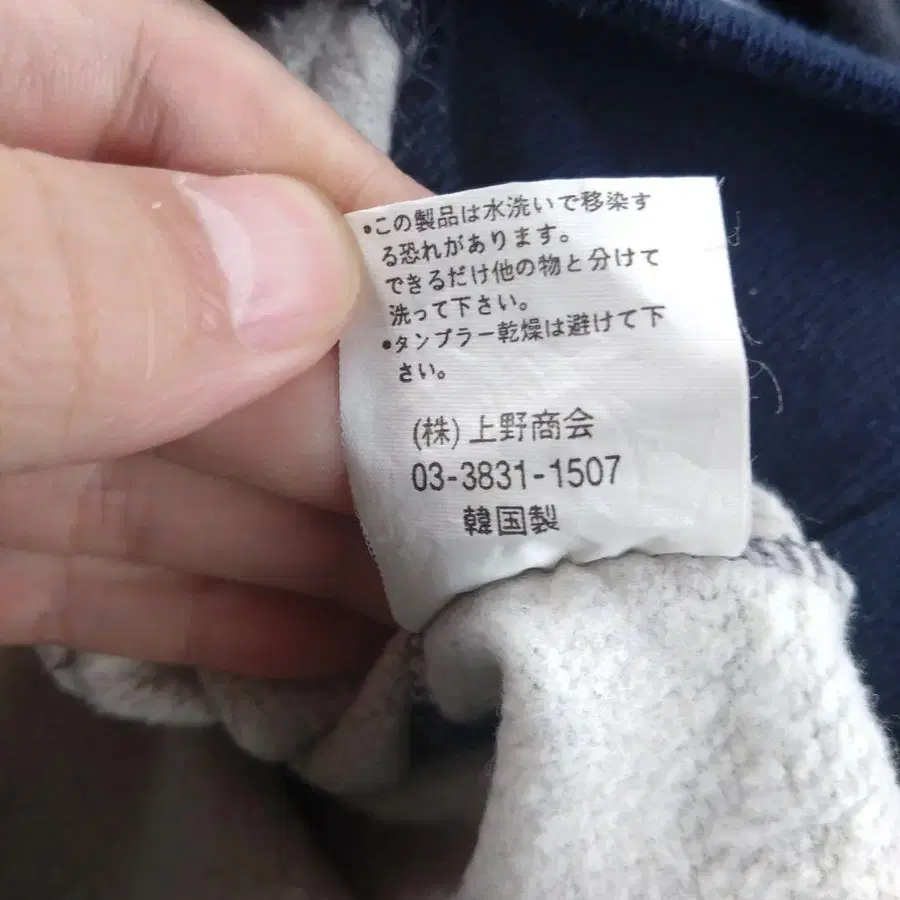 •この製品は水洗いで移染す
る恐れがあります。
できるだけ他の物と分けて
洗って下さい。
•タンブラー乾燥は避けて下
さい。
(株)上野商会
03-3831-1507
韓国製